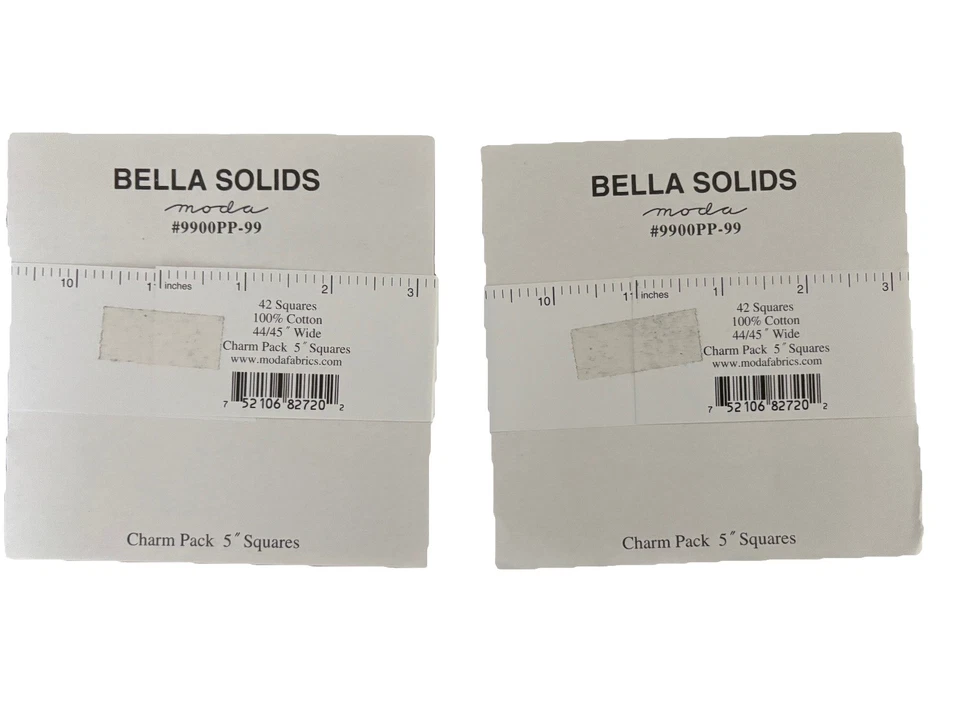 BELLA SOLIDS
moda
#9900PP-99
10 1 inches 1 2 3
42 Squares
100% Cotton
44/45″ Wide
Charm Pack 5″ Squares
www.modafabrics.com
7 52106 82720 2
Charm Pack 5″ Squares
BELLA SOLIDS
moda
#9900PP-99
10 11 inches 1 2 3
42 Squares
100% Cotton
44/45″ Wide
Charm Pack 5″ Squares
www.modafabrics.com
7 52106 82720 2
Charm Pack 5″ Squares